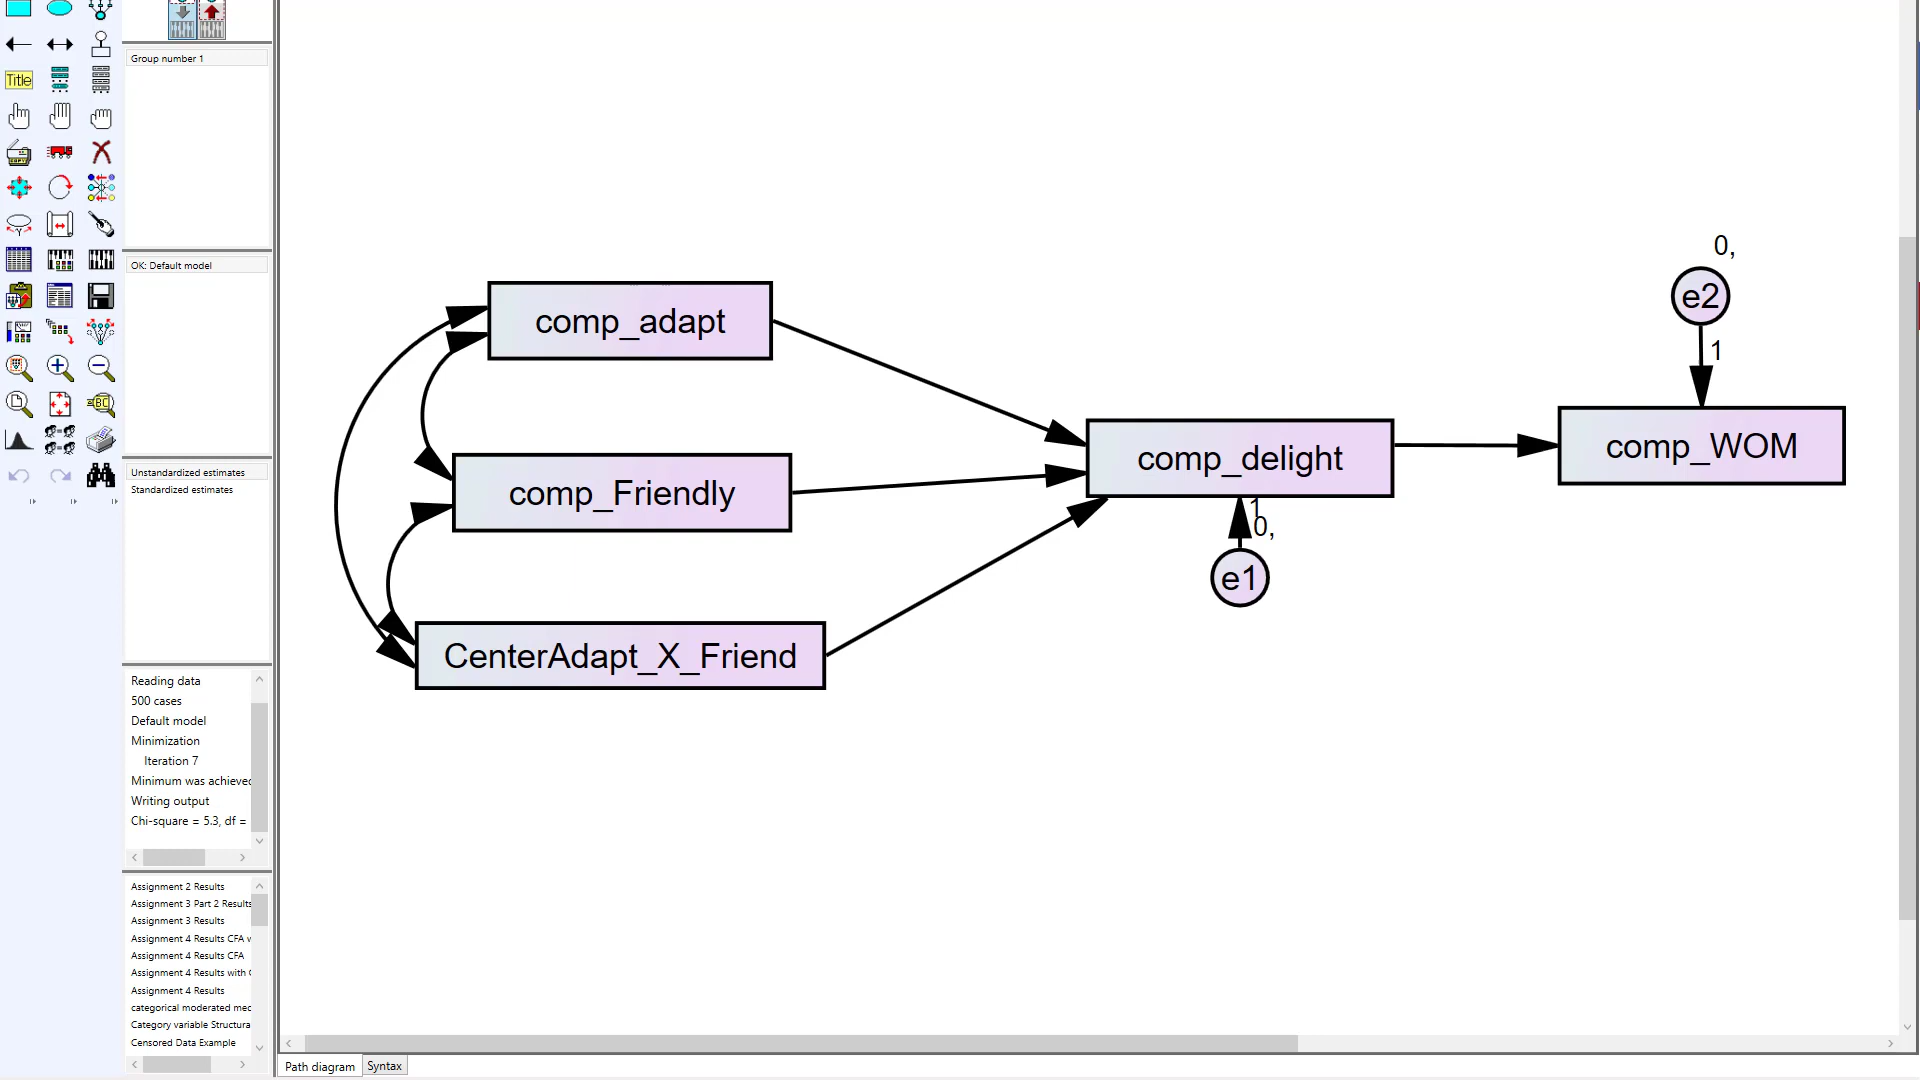 Title
Group number 1
OK: Default model
Unstandardized estimates
Standardized estimates
Reading data
500 cases
Default model
Minimization
Iteration 7
Minimum was achieved
Writing output
Chi-square = 5.3, df =
Assignment 2 Results
Assignment 3 Part 2 Results
Assignment 3 Results
Assignment 4 Results CFA
Assignment 4 Results CFA
Assignment 4 Results with
Assignment 4 Results
categorical moderated med
Category variable Structura
Censored Data Example
comp_adapt
comp_Friendly
CenterAdapt_X_Friend
comp_delight
1
0,
e1
0,
e2
1
comp_WOM
Path diagram
Syntax